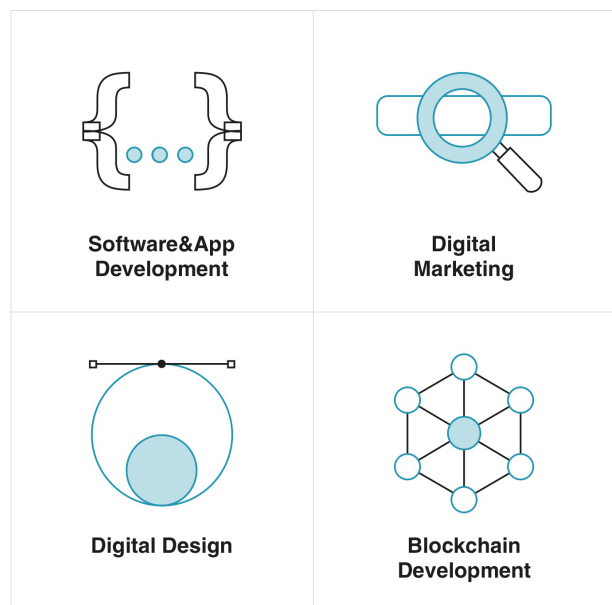 Software&App
Development
Digital
Marketing
Digital Design
Blockchain
Development